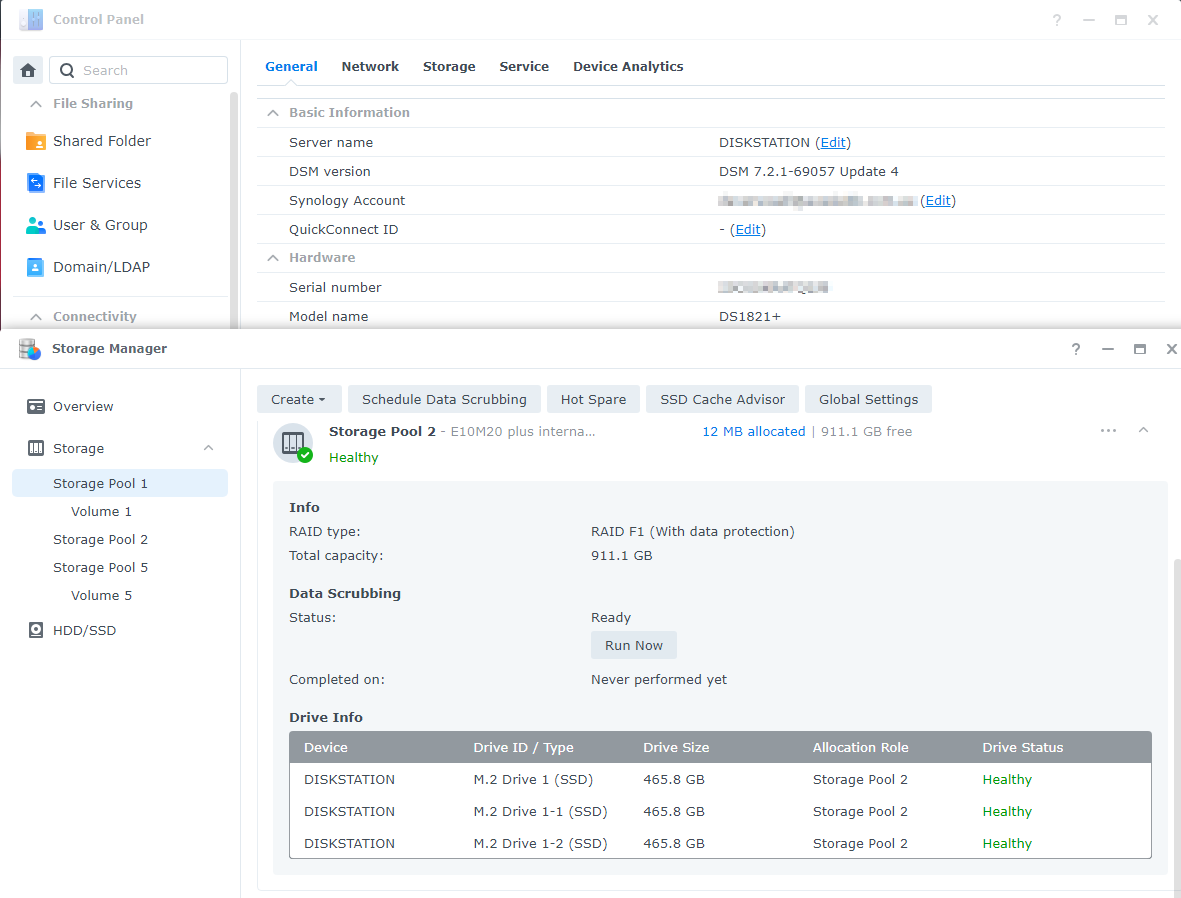 Control Panel
?
Search
General Network Storage Service Device Analytics
File Sharing
Shared Folder
File Services
User & Group
Domain/LDAP
Connectivity
Basic Information
Server name DISKSTATION (Edit)
DSM version DSM 7.2.1-69057 Update 4
Synology Account (Edit)
QuickConnect ID - (Edit)
Hardware
Serial number
Model name DS1821+
Storage Manager
?
Overview
Storage
Storage Pool 1
Volume 1
Storage Pool 2
Storage Pool 5
Volume 5
HDD/SSD
Create Schedule Data Scrubbing Hot Spare SSD Cache Advisor Global Settings
Storage Pool 2 - E10M20 plus interna... 12 MB allocated | 911.1 GB free
Healthy
Info
RAID type: RAID F1 (With data protection)
Total capacity: 911.1 GB
Data Scrubbing
Status: Ready
Run Now
Completed on: Never performed yet
Drive Info
Device Drive ID / Type Drive Size Allocation Role Drive Status
DISKSTATION M.2 Drive 1 (SSD) 465.8 GB Storage Pool 2 Healthy
DISKSTATION M.2 Drive 1-1 (SSD) 465.8 GB Storage Pool 2 Healthy
DISKSTATION M.2 Drive 1-2 (SSD) 465.8 GB Storage Pool 2 Healthy